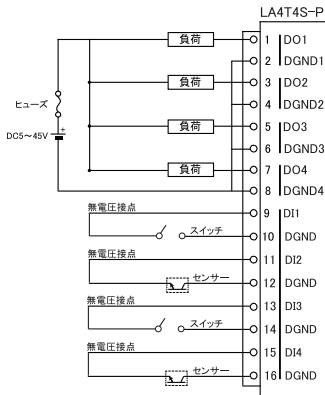 LA4T4S-P
負荷 1 DO1
2 DGND1
負荷 3 DO2
ヒューズ
4 DGND2
DC5～45V +
負荷 5 DO3
6 DGND3
負荷 7 DO4
8 DGND4
無電圧接点
9 DI1
スイッチ
10 DGND
無電圧接点
11 DI2
センサー
12 DGND
無電圧接点
13 DI3
スイッチ
14 DGND
無電圧接点
15 DI4
センサー
16 DGND